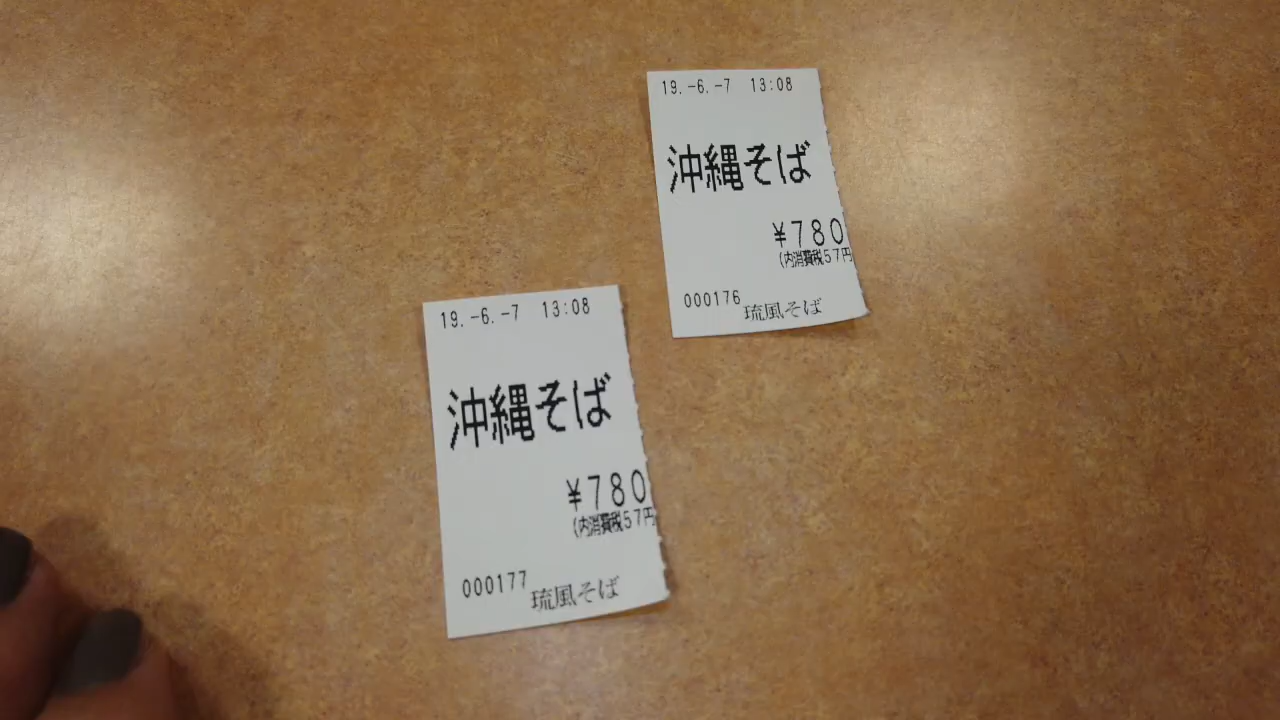 19.-6.-7 13:08
沖縄そば
¥780
(内消費税57円
000176 琉風そば
19.-6.-7 13:08
沖縄そば
¥780
(内消費税57円
000177 琉風そば